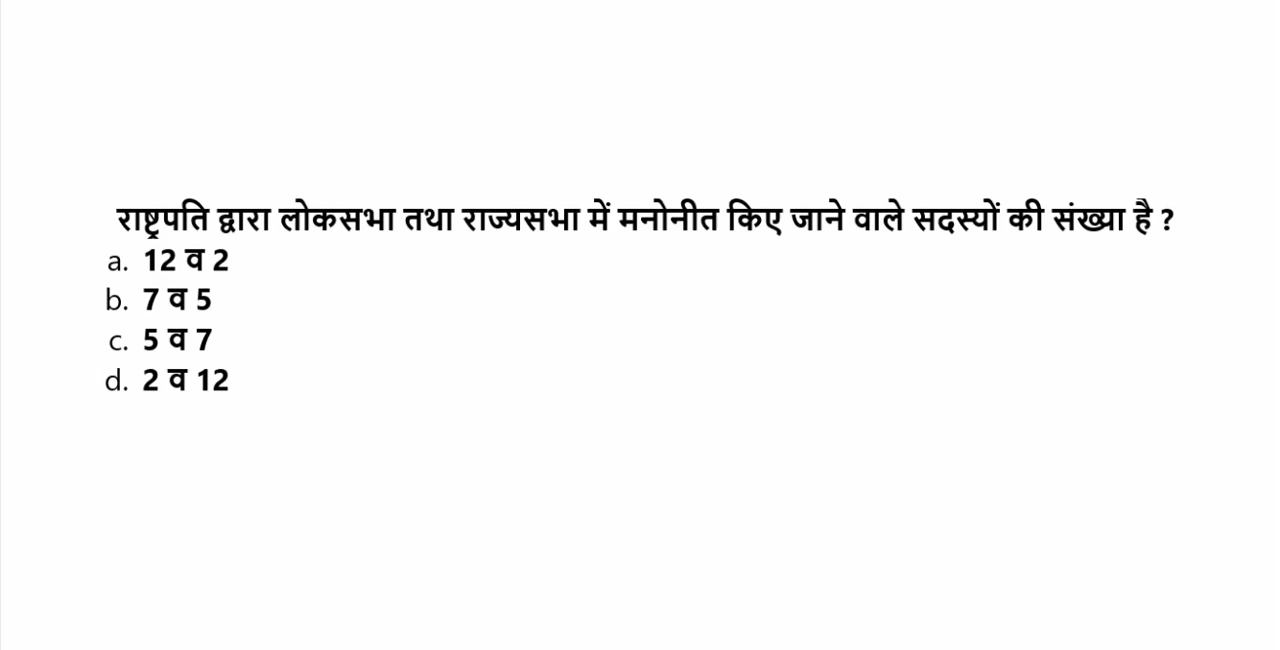 राष्ट्रपति द्वारा लोकसभा तथा राज्यसभा में मनोनीत किए जाने वाले सदस्यों की संख्या है ?
a. 12 व 2
b. 7 व 5
c. 5 व 7
d. 2 व 12